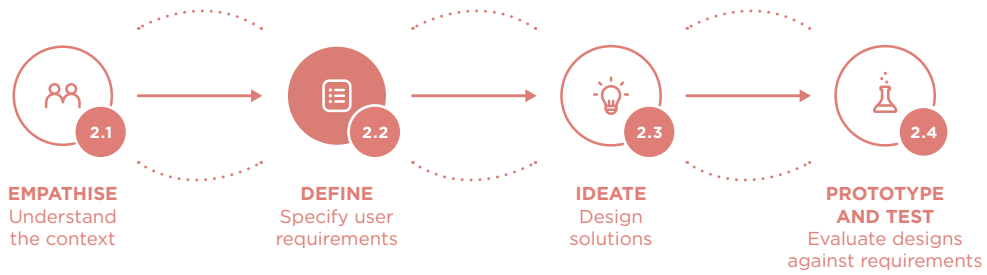 2.1
2.2
2.3
2.4
EMPATHISE
Understand
the context
DEFINE
Specify user
requirements
IDEATE
Design
solutions
PROTOTYPE
AND TEST
Evaluate designs
against requirements